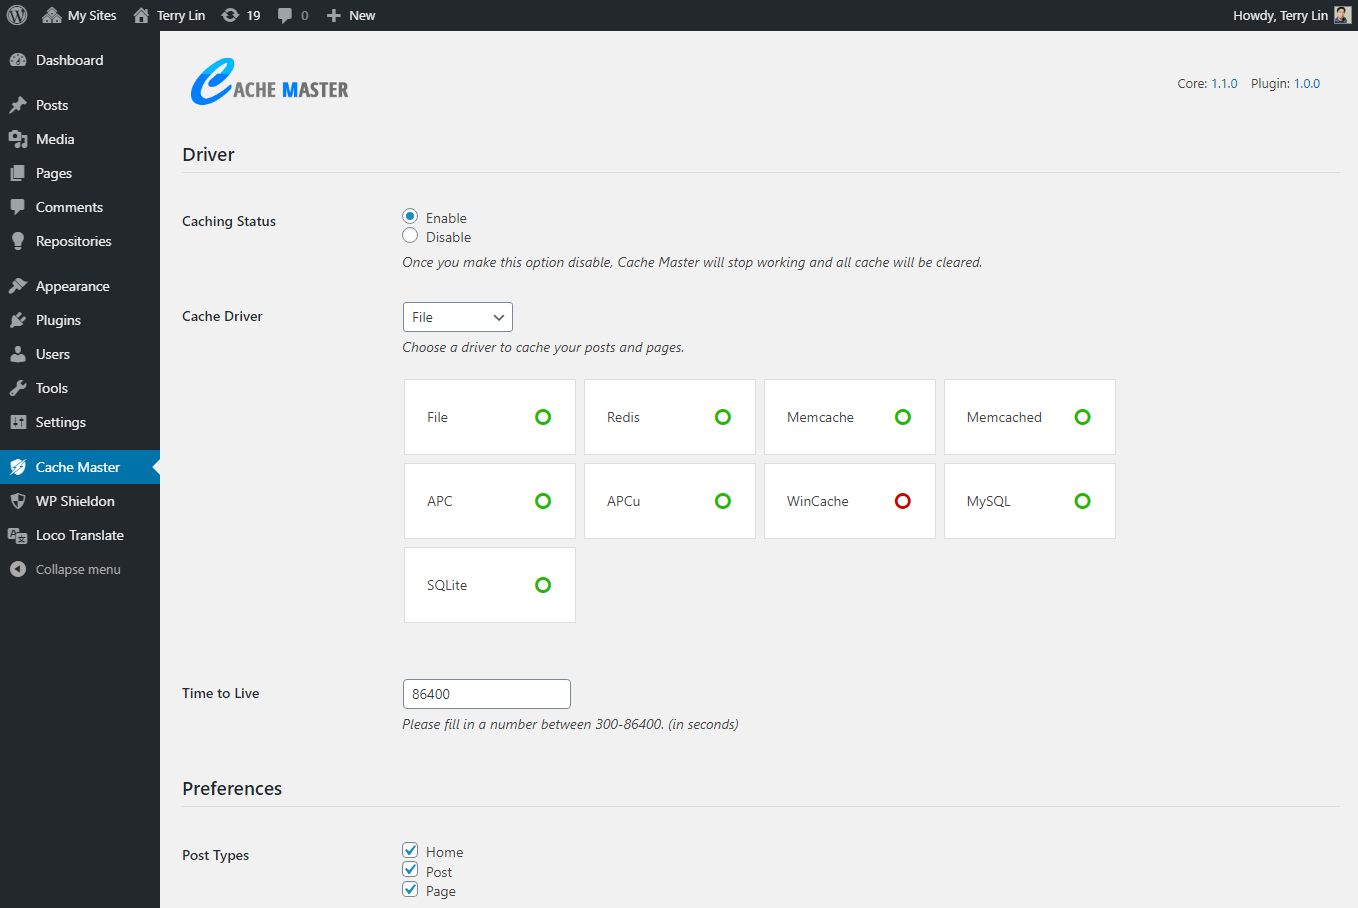 My Sites Terry Lin 19 0 New Howdy, Terry Lin
Dashboard
Posts
Media
Pages
Comments
Repositories
Appearance
Plugins
Users
Tools
Settings
Cache Master
WP Shieldon
Loco Translate
Collapse menu
CACHE MASTER
Core: 1.1.0 Plugin: 1.0.0
Driver
Caching Status
Enable
Disable
Once you make this option disable, Cache Master will stop working and all cache will be cleared.
Cache Driver
File
Choose a driver to cache your posts and pages.
File Redis Memcache Memcached
APC APCu WinCache MySQL
SQLite
Time to Live
86400
Please fill in a number between 300-86400. (in seconds)
Preferences
Post Types
Home
Post
Page